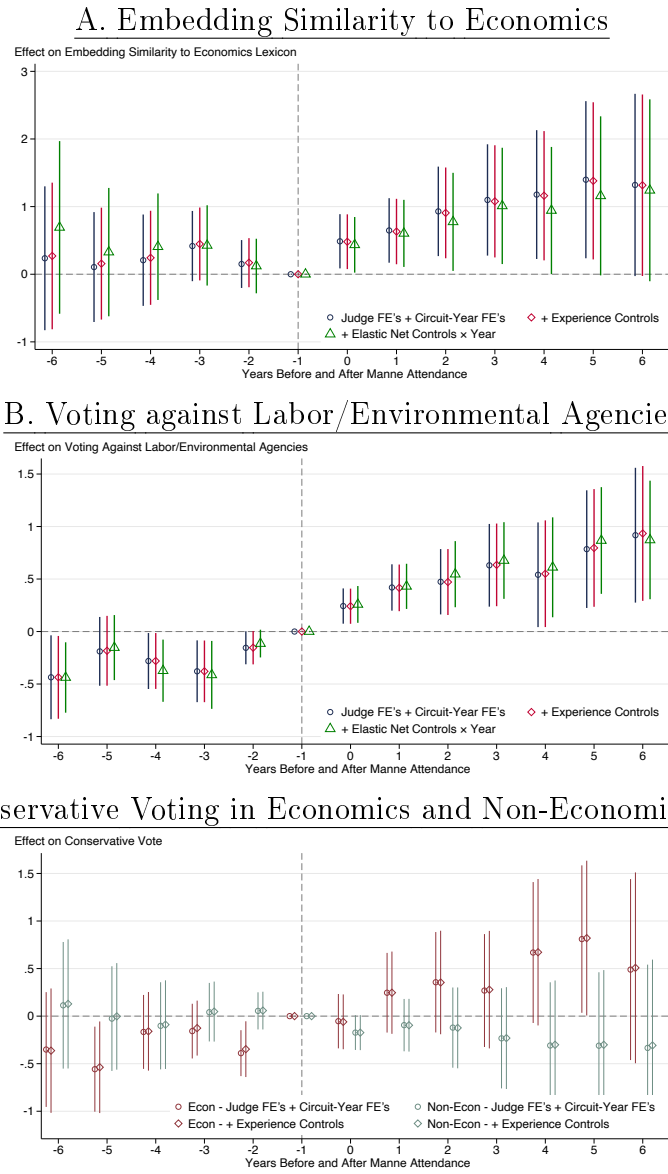 A. Embedding Similarity to Economics
Effect on Embedding Similarity to Economics Lexicon
3
2
1
0
-1
Judge FE's + Circuit-Year FE's + Experience Controls
+ Elastic Net Controls × Year
-6 -5 -4 -3 -2 -1 0 1 2 3 4 5 6
Years Before and After Manne Attendance
B. Voting against Labor/Environmental Agencie
Effect on Voting Against Labor/Environmental Agencies
1.5
1
.5
0
-.5
-1
Judge FE's + Circuit-Year FE's + Experience Controls
+ Elastic Net Controls × Year
-6 -5 -4 -3 -2 -1 0 1 2 3 4 5 6
Years Before and After Manne Attendance
servative Voting in Economics and Non-Economi
Effect on Conservative Vote
1.5
1
.5
0
-.5
-1
Econ - Judge FE's + Circuit-Year FE's Non-Econ - Judge FE's + Circuit-Year FE's
Econ - + Experience Controls Non-Econ - + Experience Controls
-6 -5 -4 -3 -2 -1 0 1 2 3 4 5 6
Years Before and After Manne Attendance